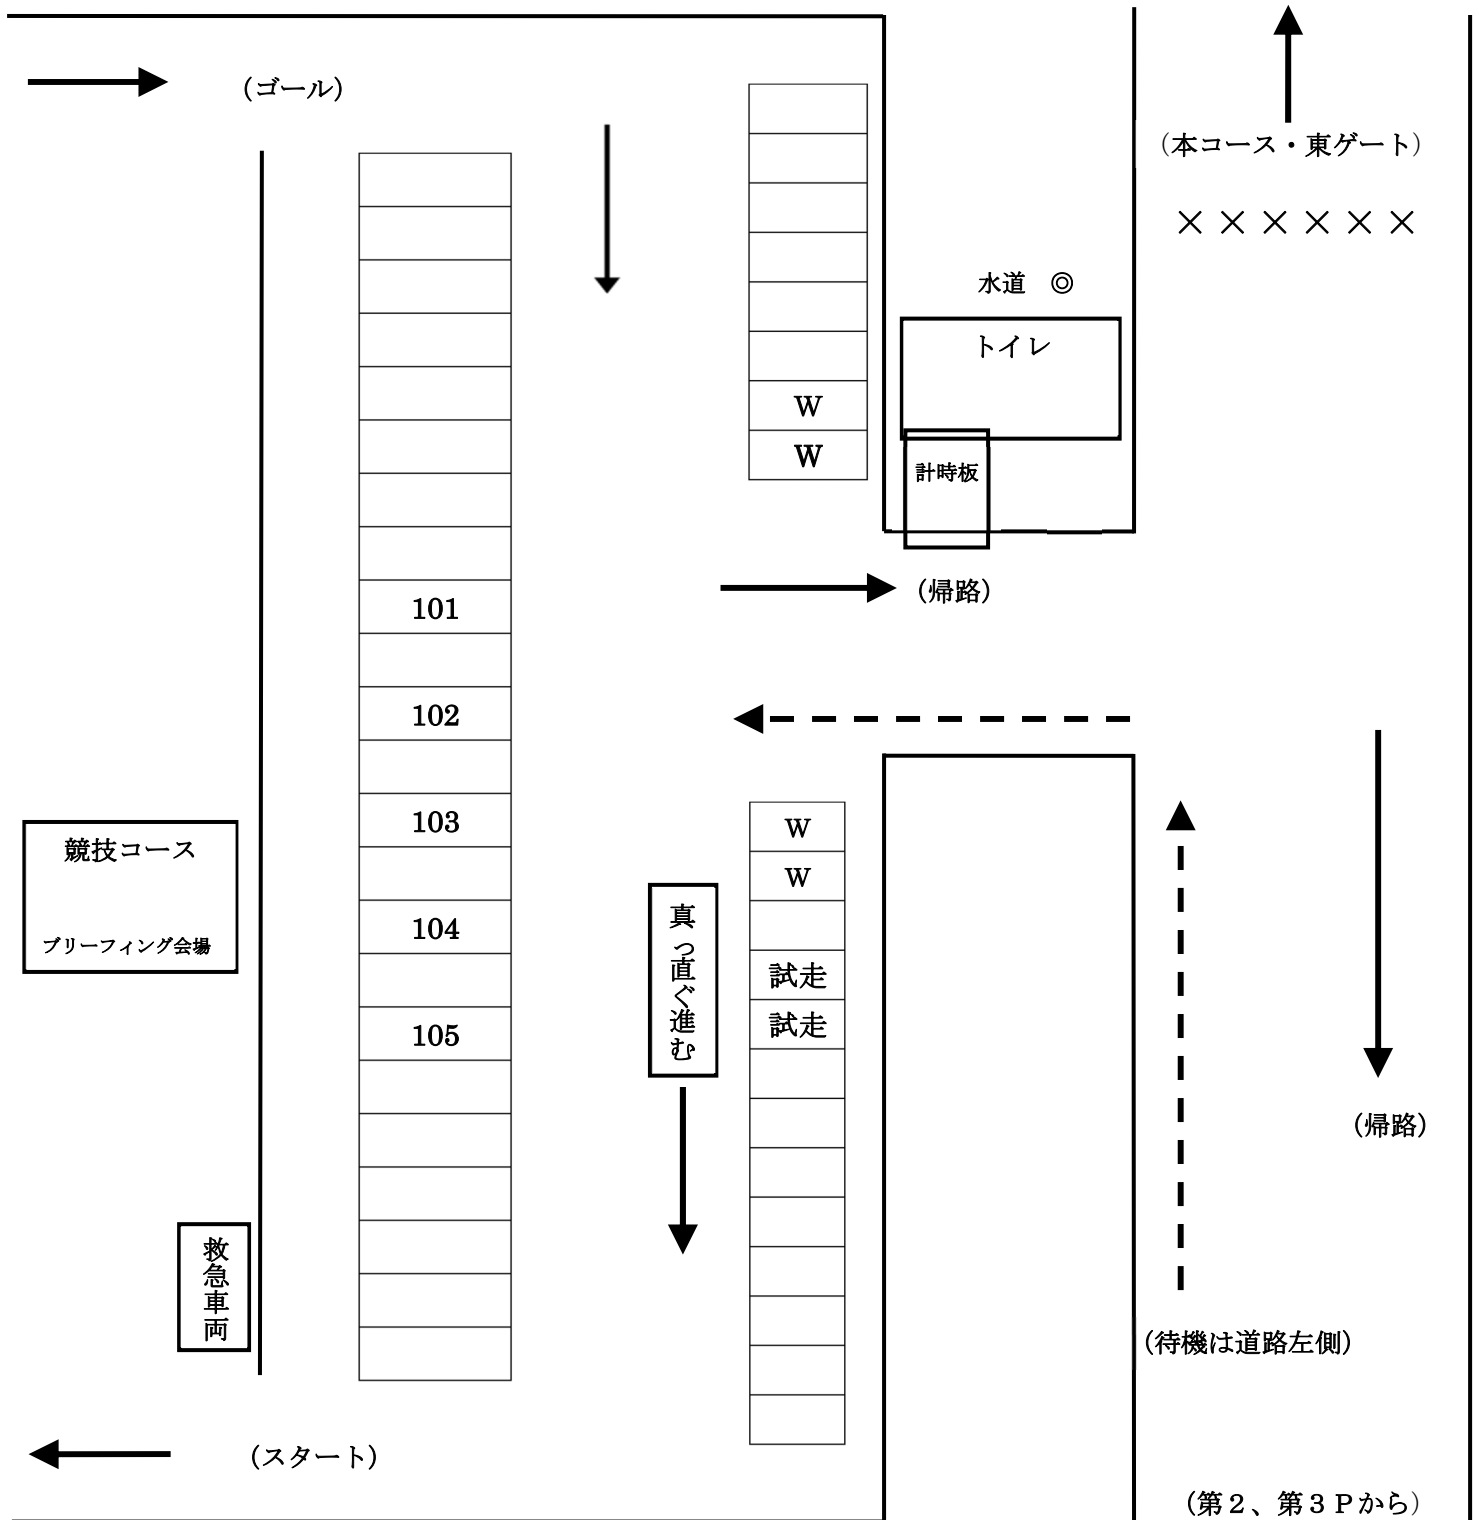 （ゴール）
（本コース・東ゲート）
× × × × × ×
水道　◎
トイレ
W
W
計時板
（帰路）
101
102
103
104
105
競技コース
ブリーフィング会場
W
W
試走
試走
真っ直ぐ進む
（帰路）
救急車両
（待機は道路左側）
（スタート）
（第２、第３Ｐから）